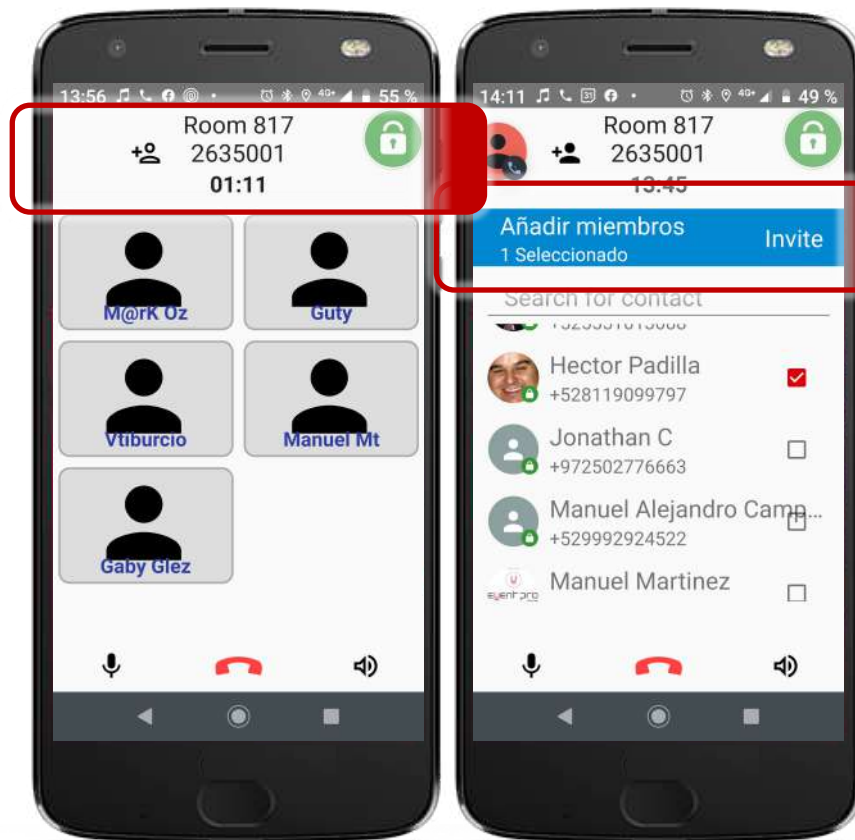 13:56
55 %
Room 817
2635001
01:11
M@rK Oz
Guty
Vtiburcio
Manuel Mt
Gaby Glez
14:11
31
4G+
49 %
Room 817
2635001
13:45
Añadir miembros
1 Seleccionado
Invite
Search for contact
Hector Padilla
+528119099797
Jonathan C
+972502776663
Manuel Alejandro Camp...
+529992924522
Manuel Martinez